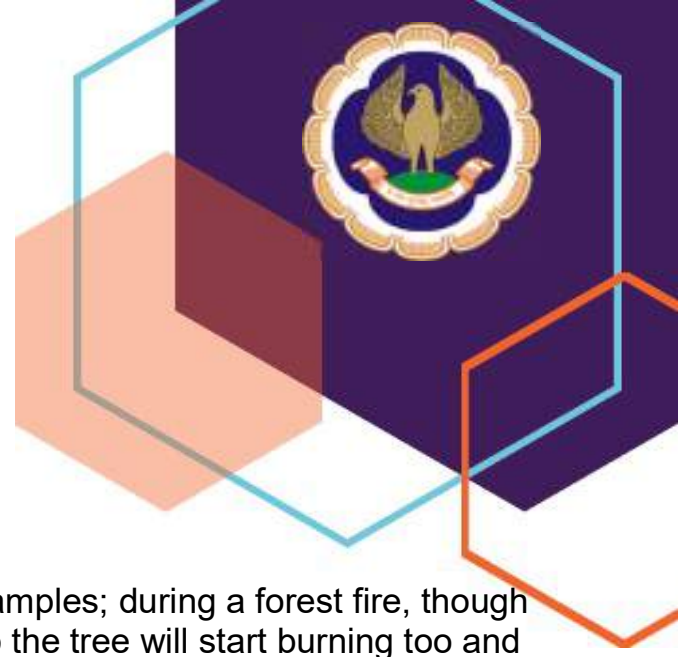 amples; during a forest fire, though
the tree will start burning too and